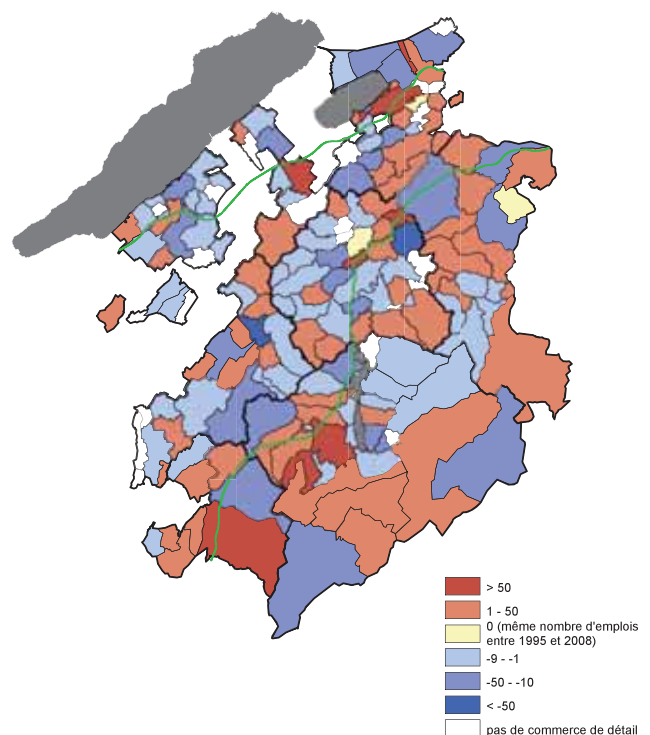 > 50
1 - 50
0 (même nombre d'emplois
entre 1995 et 2008)
-9 - -1
-50 - -10
< -50
pas de commerce de détail